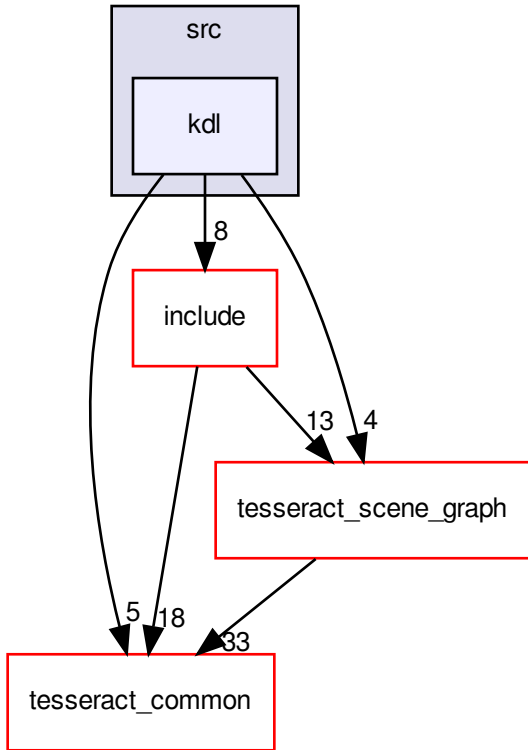 src
kdl
8
include
13
4
tesseract_scene_graph
5
18
33
tesseract_common